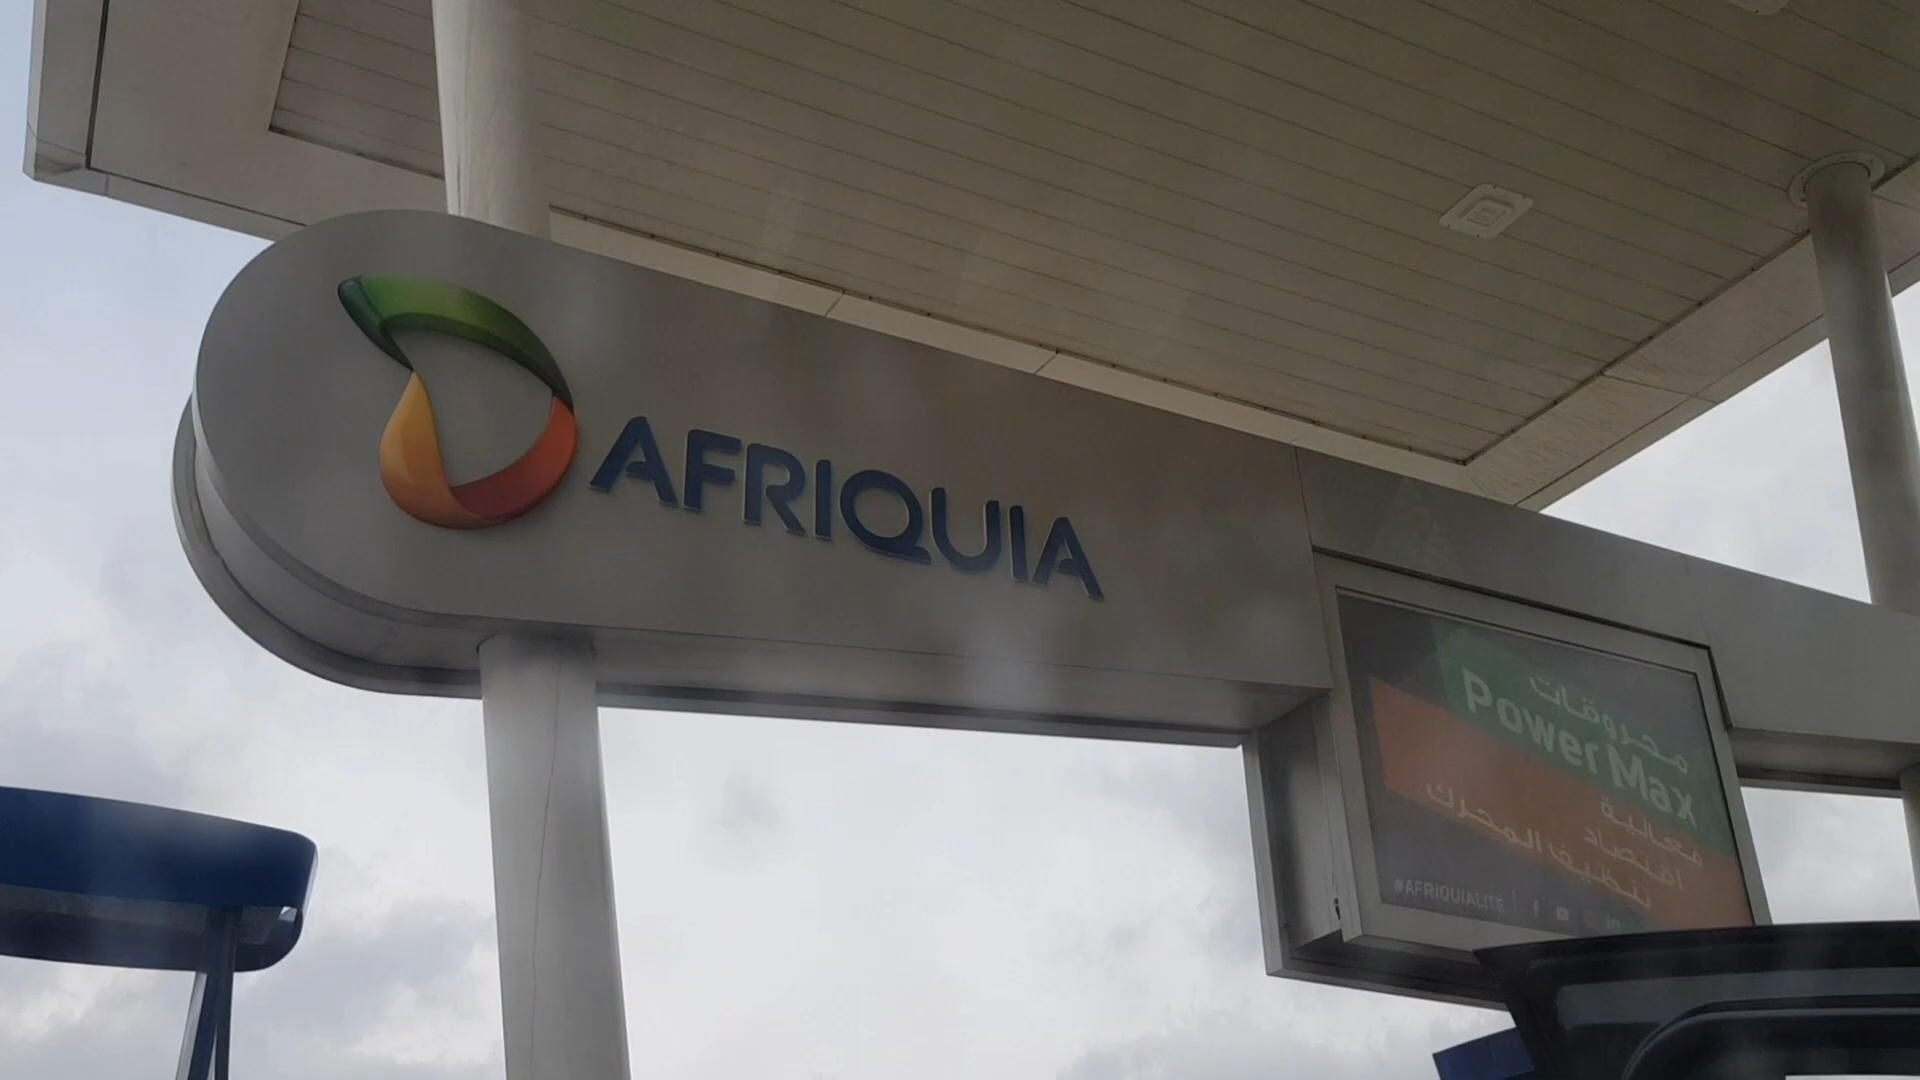 AFRIQUIA
محروقات
Power Max
فعالية
اقتصاد
تنظيف المحرك
#AFRIQUIALITÉ